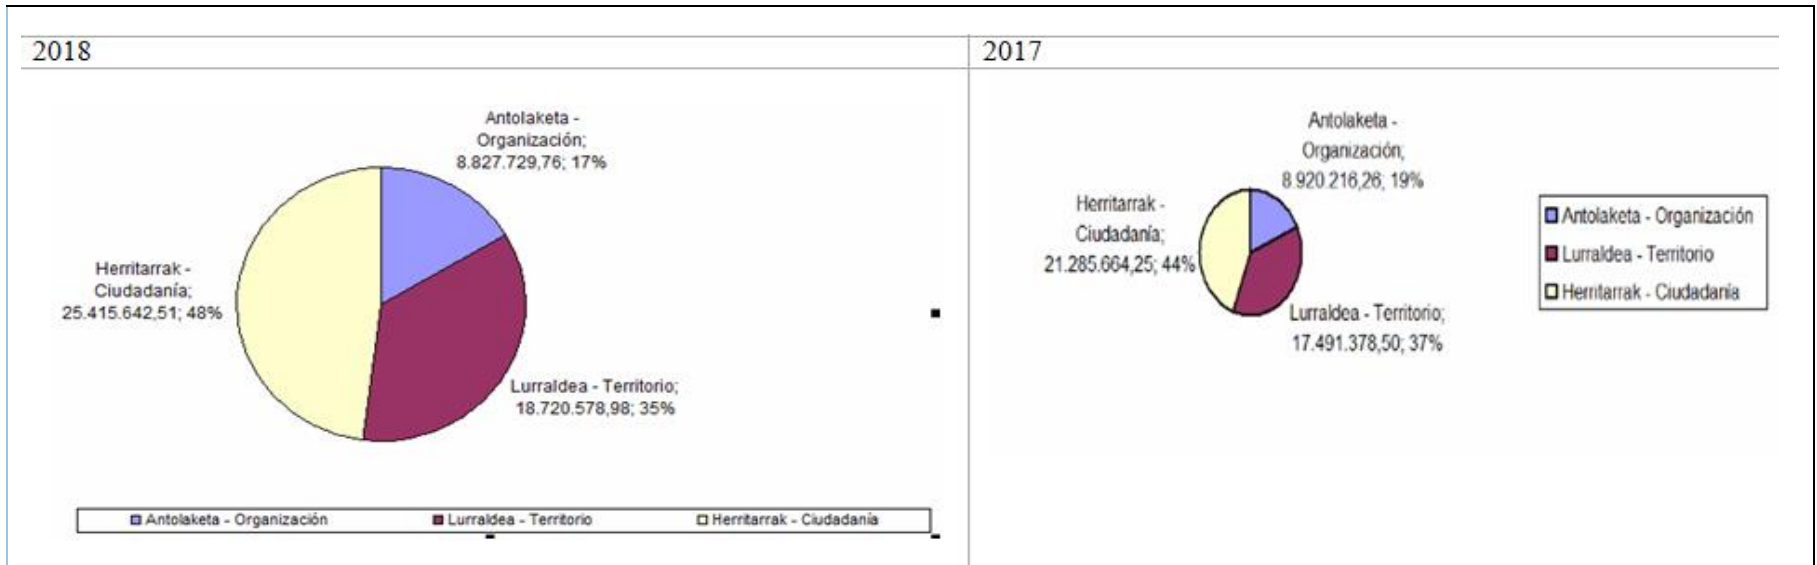 2018
Antolaketa -
Organización;
8.827.729,76; 17%
Herritarrak -
Ciudadanía;
25.415.642,51; 48%
Lurraldea - Territorio;
18.720.578,98; 35%
Antolaketa - Organización
Lurraldea - Territorio
Herritarrak - Ciudadanía
2017
Antolaketa -
Organización;
8.920.216,26; 19%
Herritarrak -
Ciudadanía;
21.285.664,25; 44%
Lurraldea - Territorio;
17.491.378,50; 37%
Antolaketa - Organización
Lurraldea - Territorio
Herritarrak - Ciudadanía